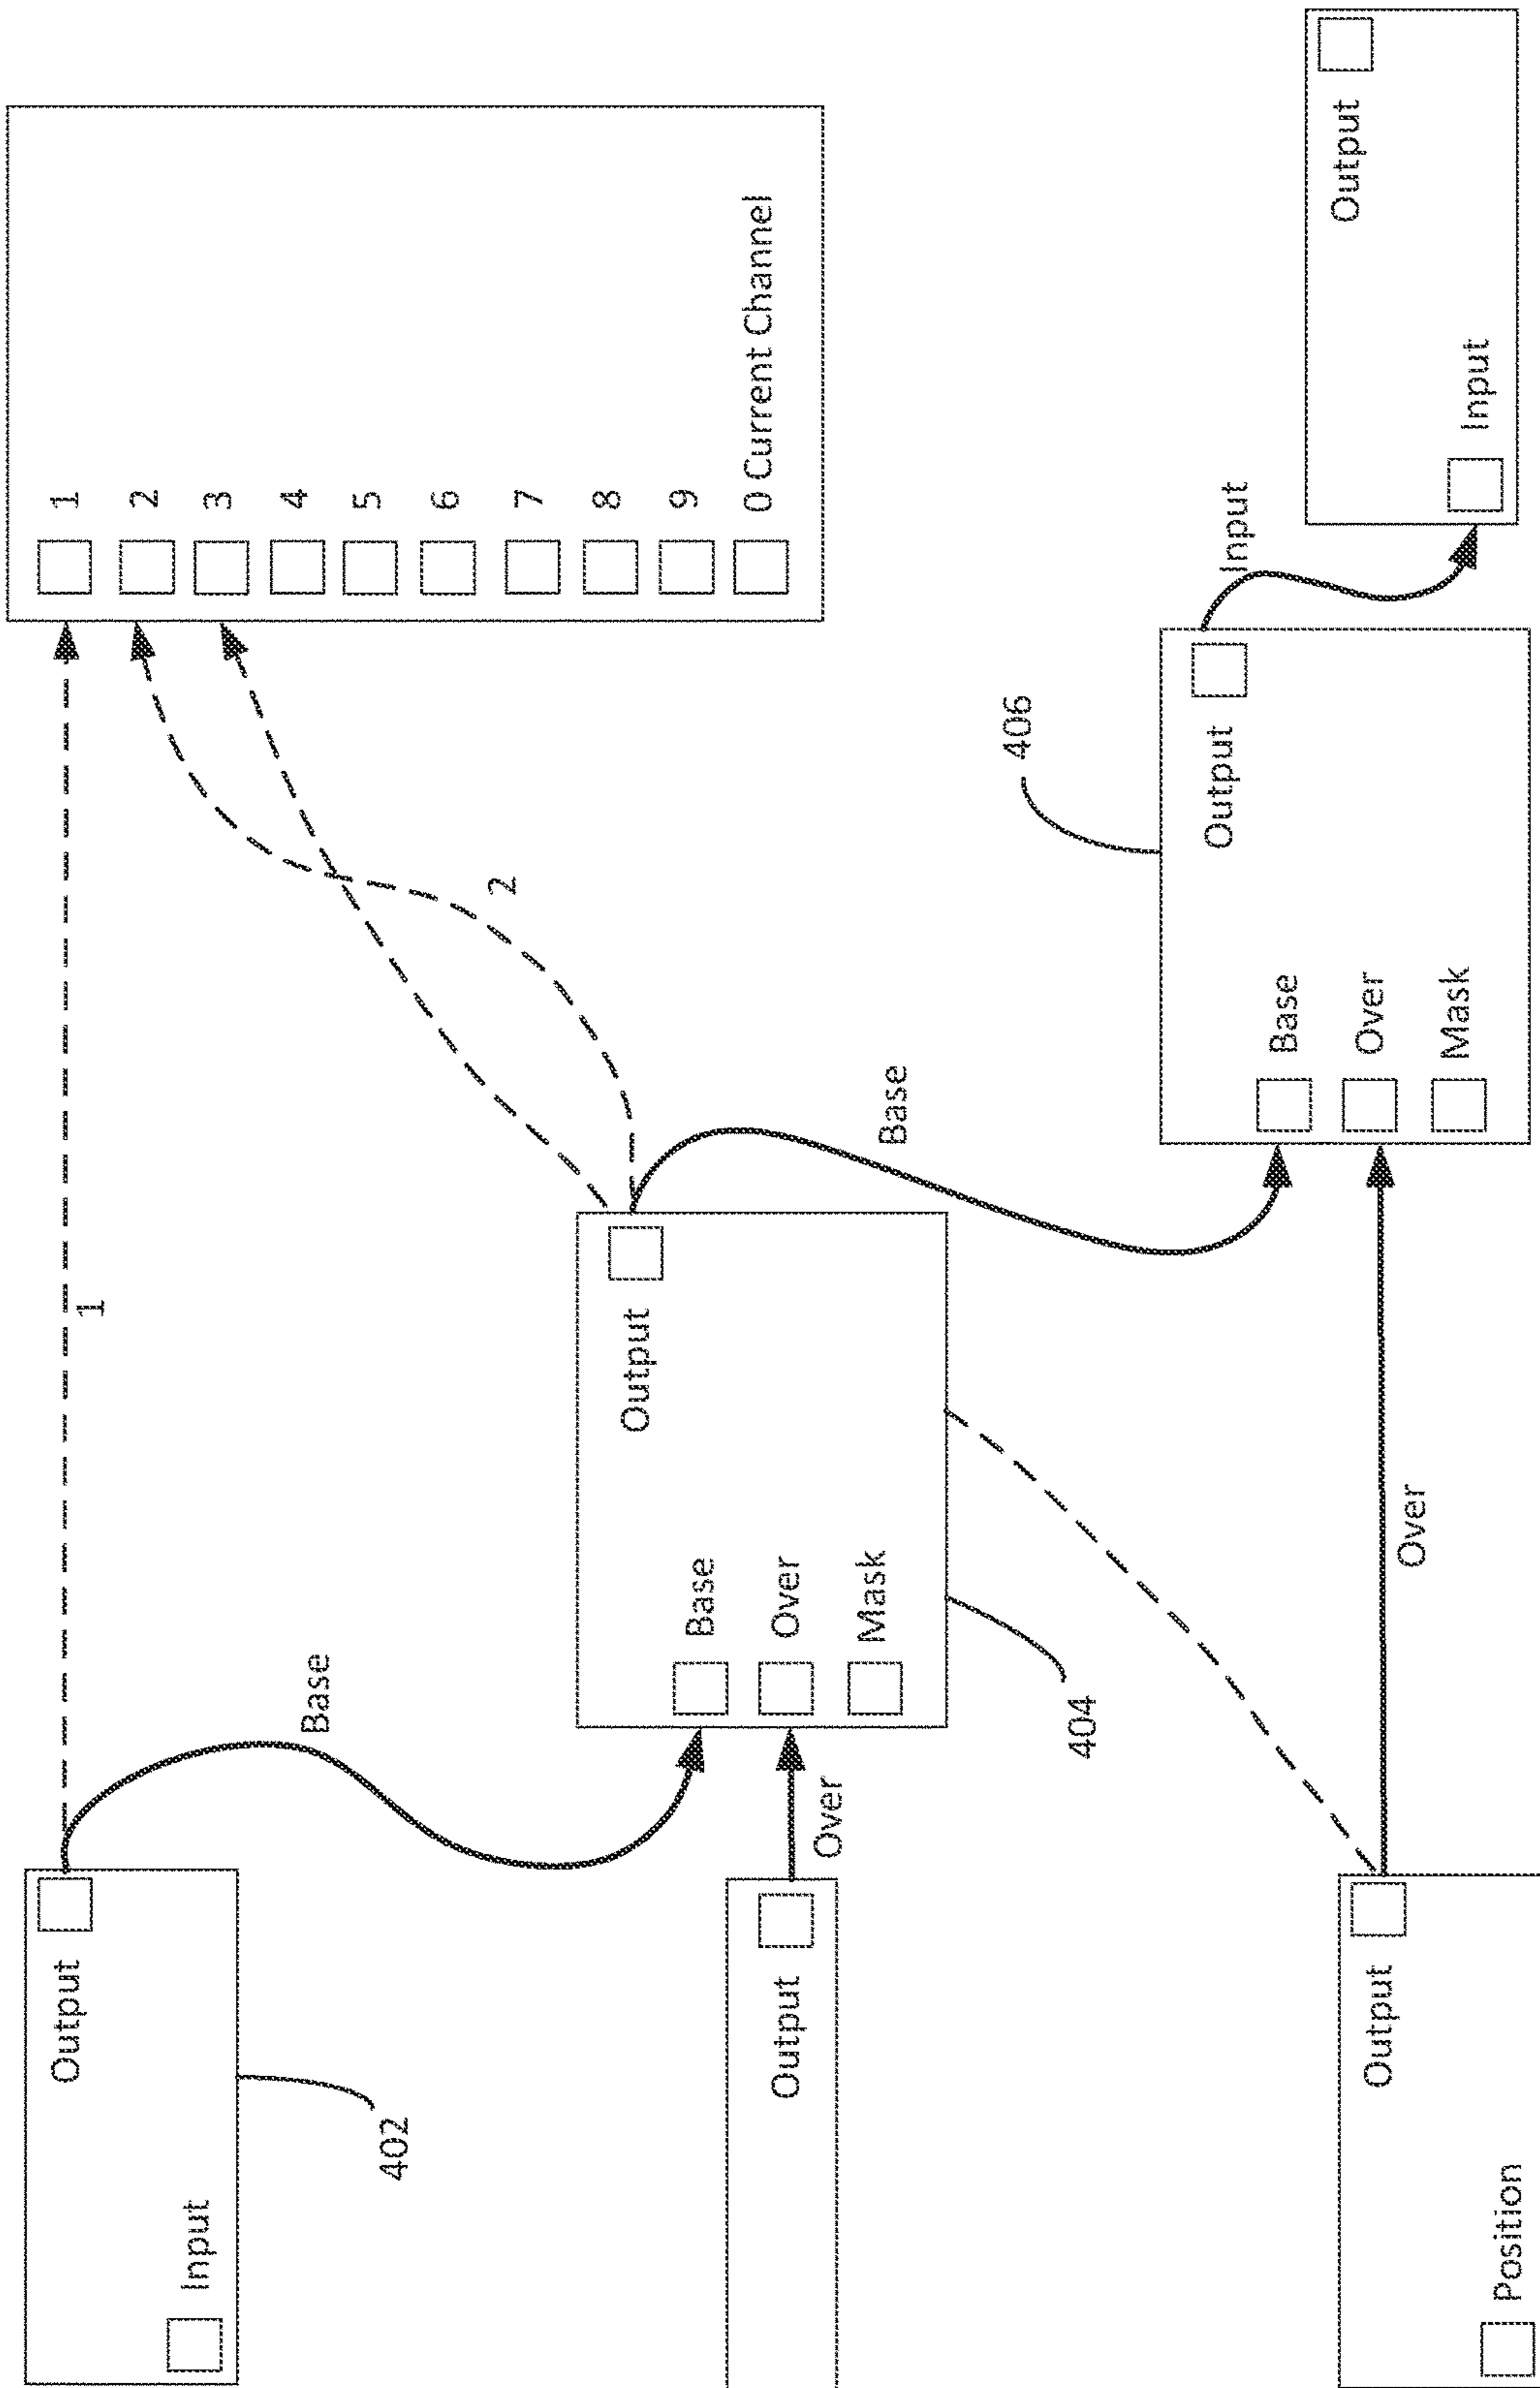 Output
Input
402
Base
1
1
2
3
4
5
6
7
8
9
0 Current Channel
2
Output
Over
Output
Base
Over
Mask
404
Base
Output
Position
Over
406
Output
Base
Over
Mask
Input
Output
Input